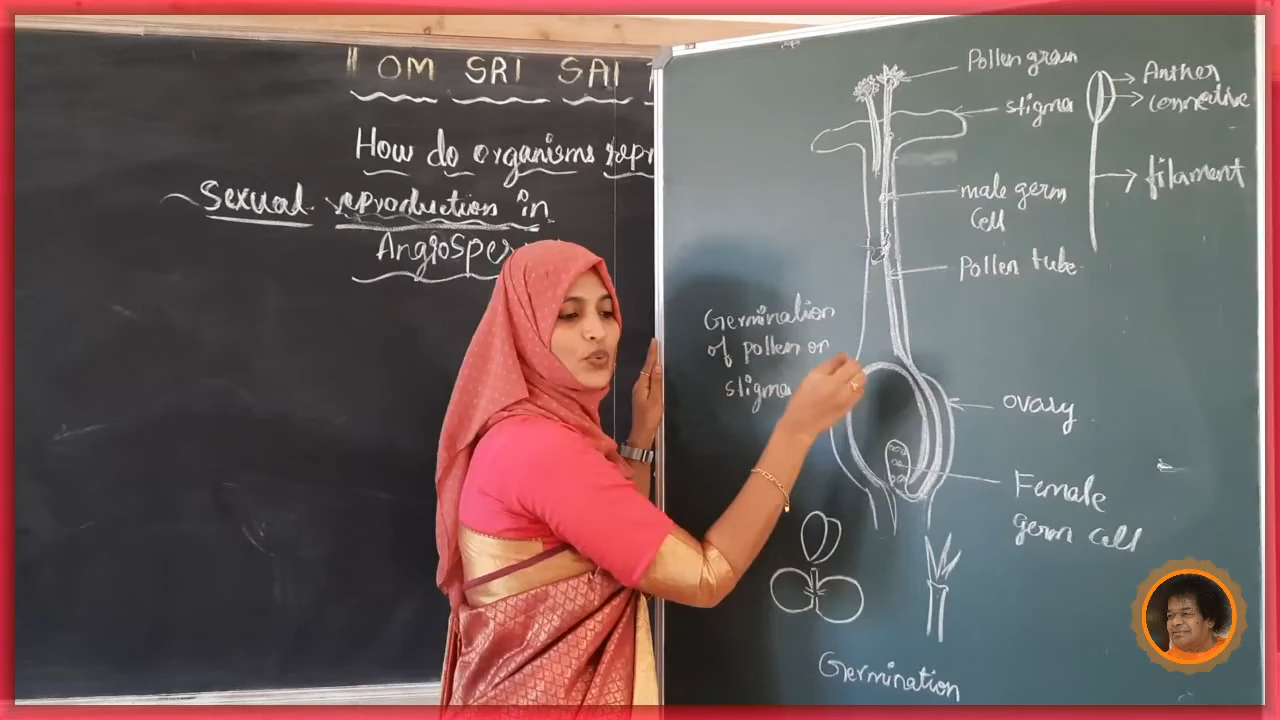 " OM SRI SAI
How do organisms repr
Sexual reproduction in
Angiosper
Pollen grain
stigma
male germ
cell
Pollen tube
Anther
connective
filament
Germination
of pollen on
stigma
ovary
Female
germ cell
Germination